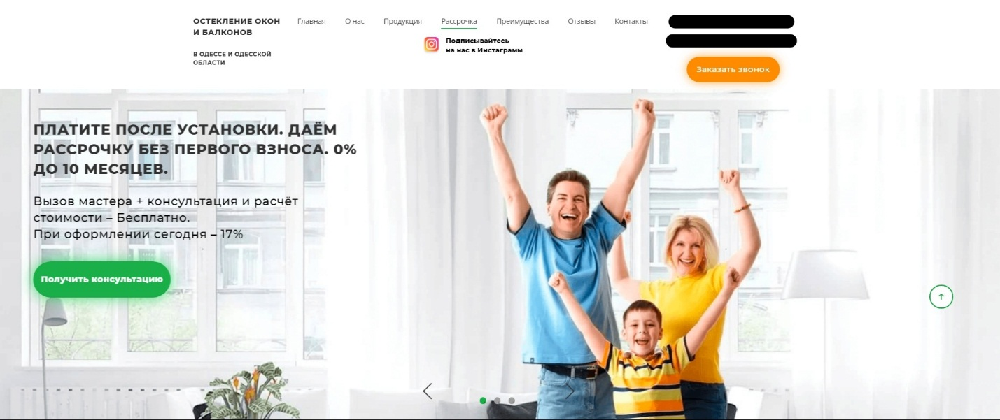 ОСТЕКЛЕНИЕ ОКОН
И БАЛКОНОВ
В ОДЕССЕ И ОДЕССКОЙ
ОБЛАСТИ
Главная О нас Продукция Рассрочка Преимущества Отзывы Контакты
Подписывайтесь
на нас в Инстаграмм
Заказать звонок
ПЛАТИТЕ ПОСЛЕ УСТАНОВКИ. ДАЁМ
РАССРОЧКУ БЕЗ ПЕРВОГО ВЗНОСА. 0%
ДО 10 МЕСЯЦЕВ.
Вызов мастера + консультация и расчёт
стоимости – Бесплатно.
При оформлении сегодня – 17%
Получить консультацию